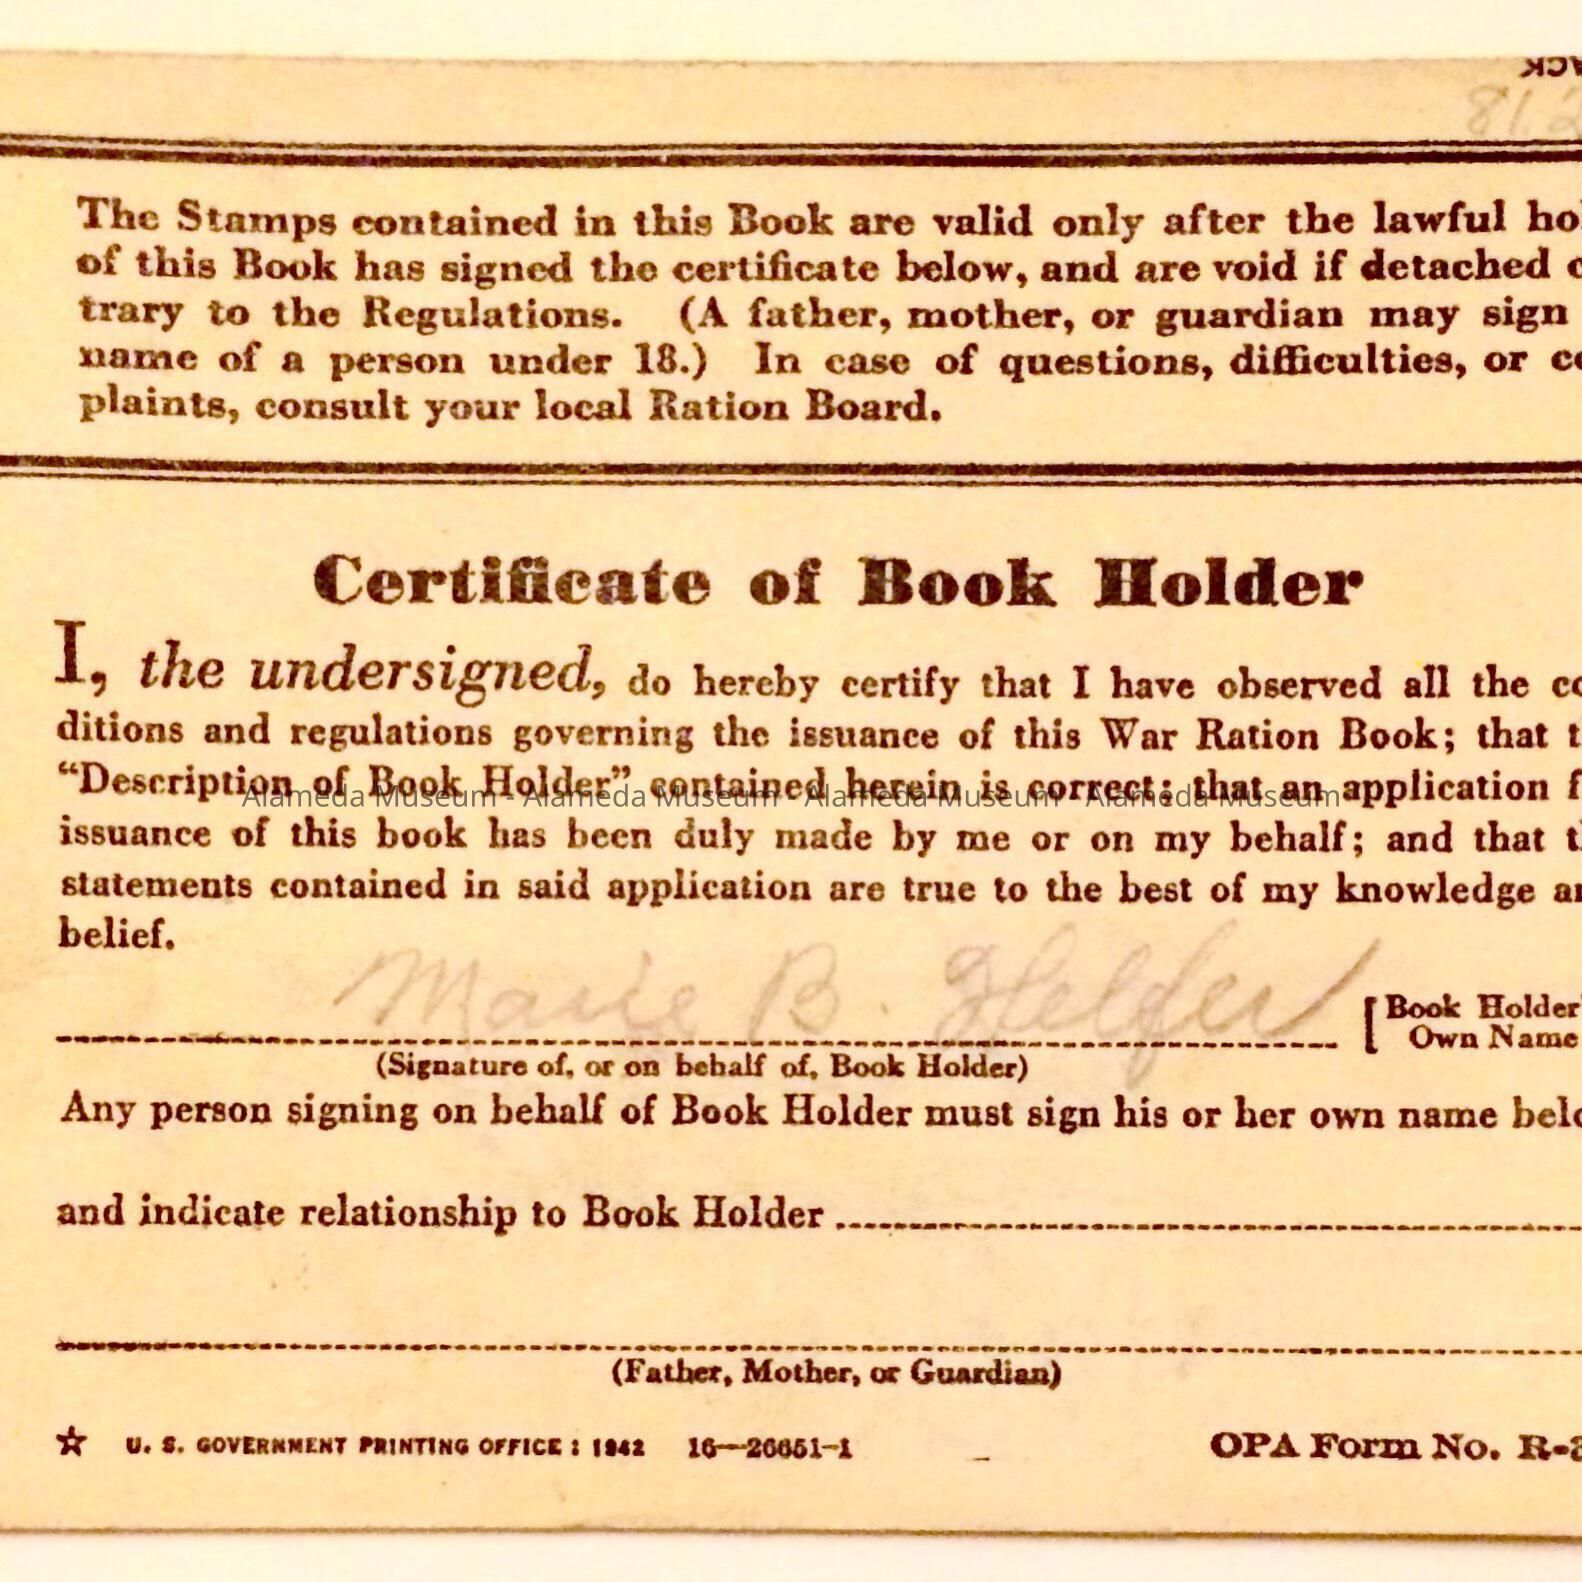 ACK
812
The Stamps contained in this Book are valid only after the lawful hol
of this Book has signed the certificate below, and are void if detached c
trary to the Regulations. (A father, mother, or guardian may sign
name of a person under 18.) In case of questions, difficulties, or co
plaints, consult your local Ration Board.
Certificate of Book Holder
I, the undersigned, do hereby certify that I have observed all the co
ditions and regulations governing the issuance of this War Ration Book; that t
“Description of Book Holder” contained herein is correct; that an application f
Alameda Museum - Alameda Museum - Alameda Museum - Alameda Museum
issuance of this book has been duly made by me or on my behalf; and that t
statements contained in said application are true to the best of my knowledge an
belief.
Marie B. Helfer
[Book Holder'
Own Name
(Signature of, or on behalf of, Book Holder)
Any person signing on behalf of Book Holder must sign his or her own name belo
and indicate relationship to Book Holder
(Father, Mother, or Guardian)
☆ U. S. GOVERNMENT PRINTING OFFICE : 1942 16—26651-1 OPA Form No. R-3